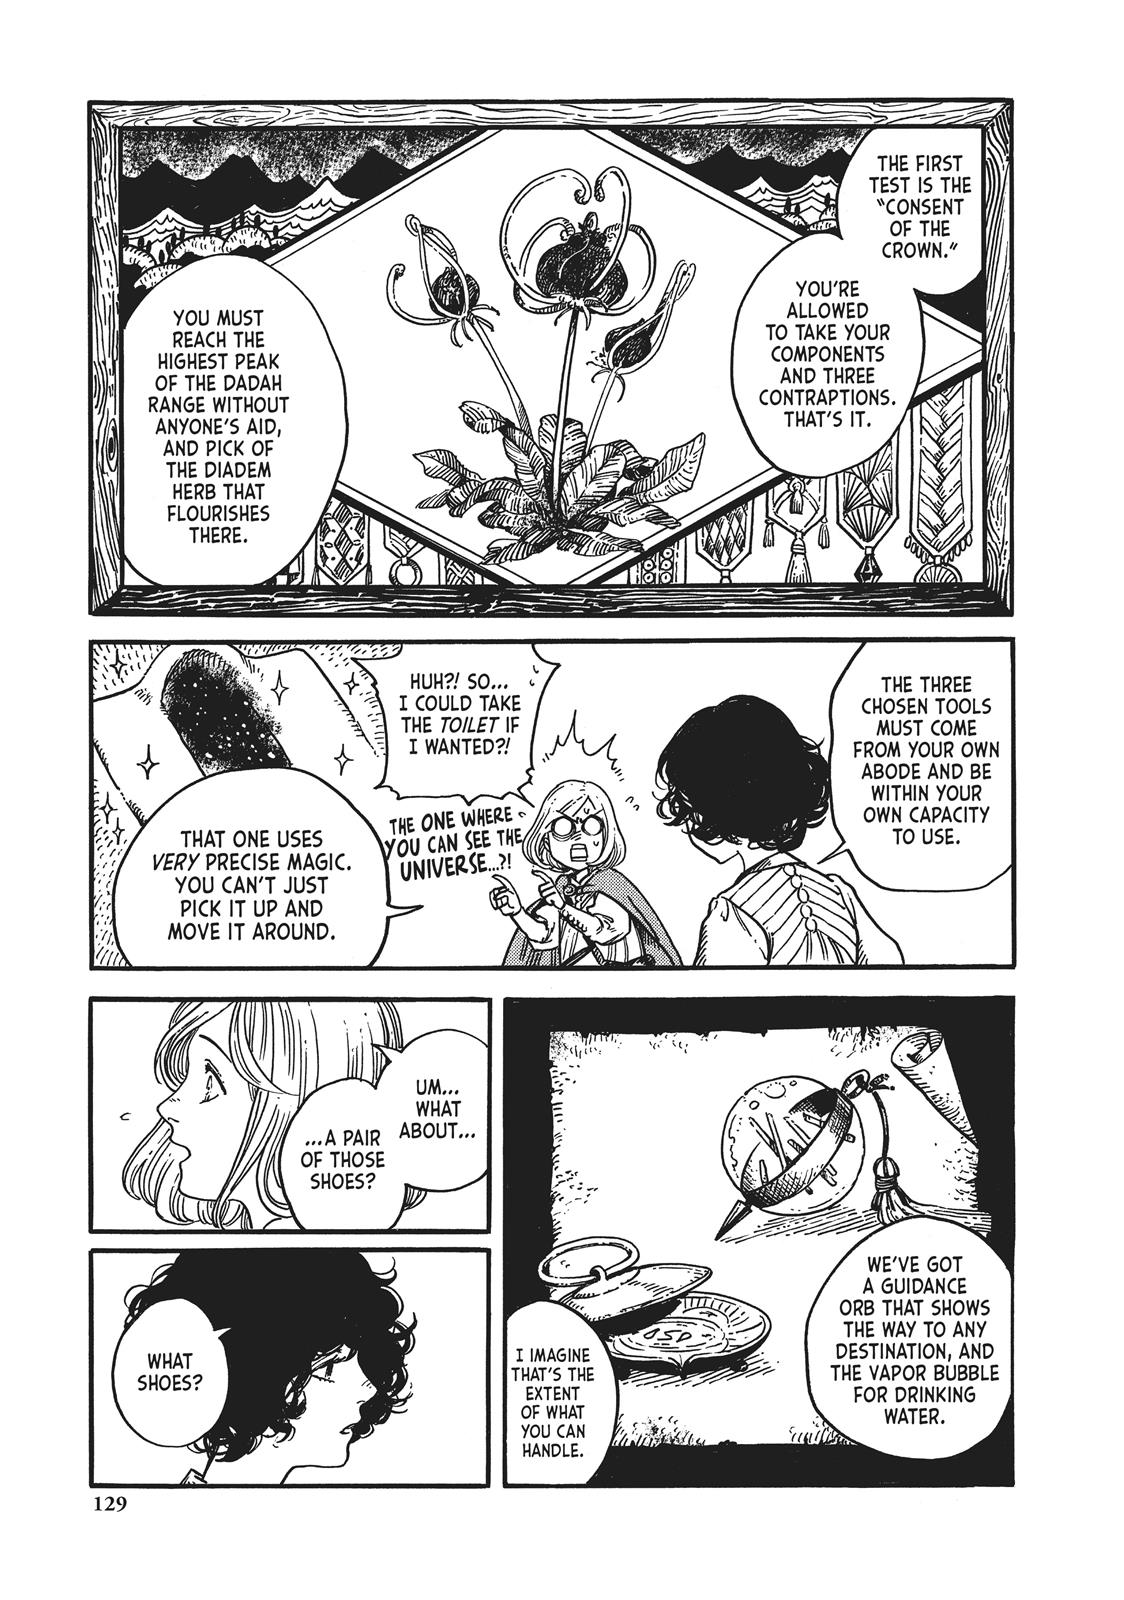 THE FIRST
TEST IS THE
"CONSENT
OF THE
CROWN."
YOU'RE
ALLOWED
TO TAKE YOUR
COMPONENTS
AND THREE
CONTRAPTIONS.
THAT'S IT.
YOU MUST
REACH THE
HIGHEST PEAK
OF THE DADAH
RANGE WITHOUT
ANYONE'S AID,
AND PICK OF
THE DIADEM
HERB THAT
FLOURISHES
THERE.
THE THREE
CHOSEN TOOLS
MUST COME
FROM YOUR OWN
ABODE AND BE
WITHIN YOUR
OWN CAPACITY
TO USE.
HUH?! SO...
I COULD TAKE
THE TOILET IF
I WANTED?!
THE ONE WHERE
YOU CAN SEE THE
UNIVERSE...?!
THAT ONE USES
VERY PRECISE MAGIC.
YOU CAN'T JUST
PICK IT UP AND
MOVE IT AROUND.
WE'VE GOT
A GUIDANCE
ORB THAT SHOWS
THE WAY TO ANY
DESTINATION, AND
THE VAPOR BUBBLE
FOR DRINKING
WATER.
I IMAGINE
THAT'S THE
EXTENT
OF WHAT
YOU CAN
HANDLE.
UM...
WHAT
ABOUT...
...A PAIR
OF THOSE
SHOES?
WHAT
SHOES?
129